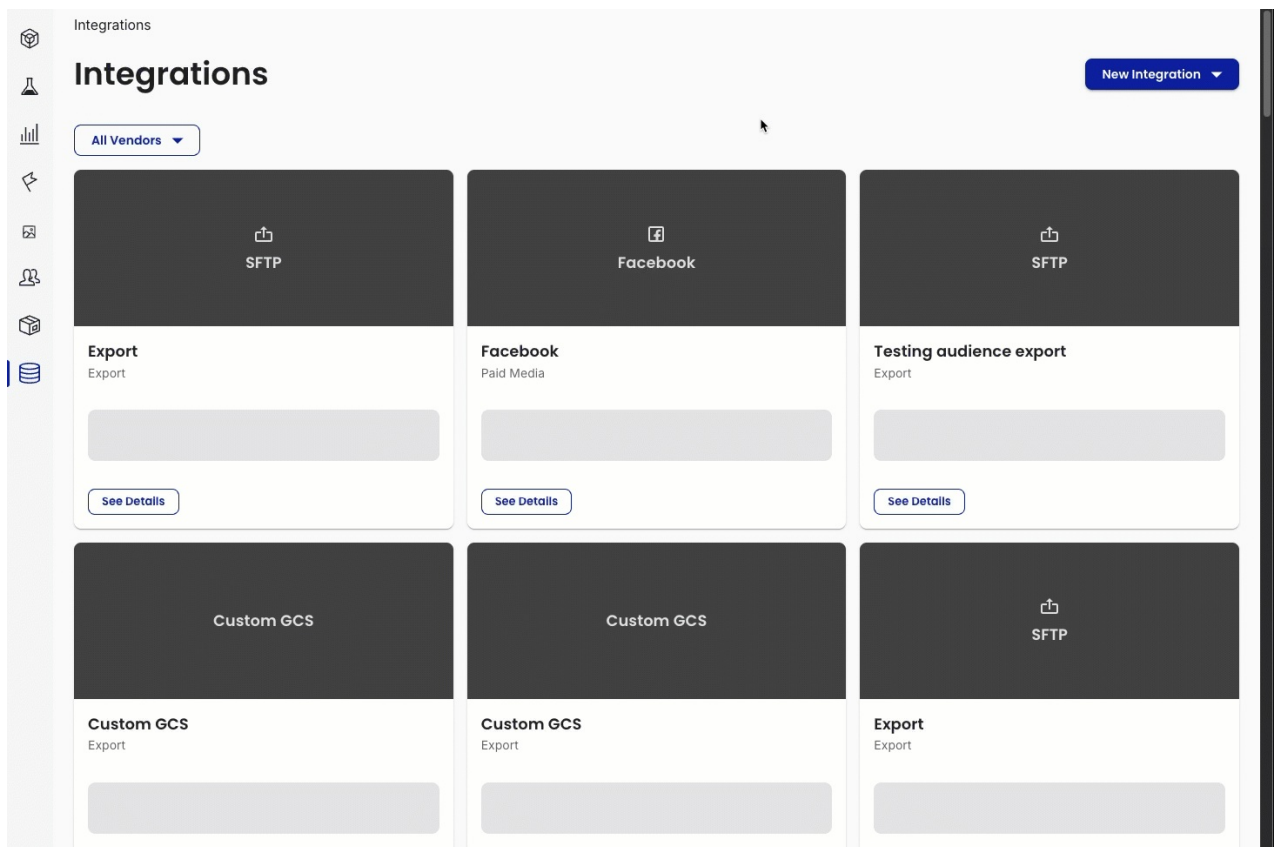 Integrations
Integrations
New Integration
All Vendors
SFTP
Facebook
SFTP
Export
Export
Facebook
Paid Media
Testing audience export
Export
See Details
See Details
See Details
Custom GCS
Custom GCS
SFTP
Custom GCS
Export
Custom GCS
Export
Export
Export